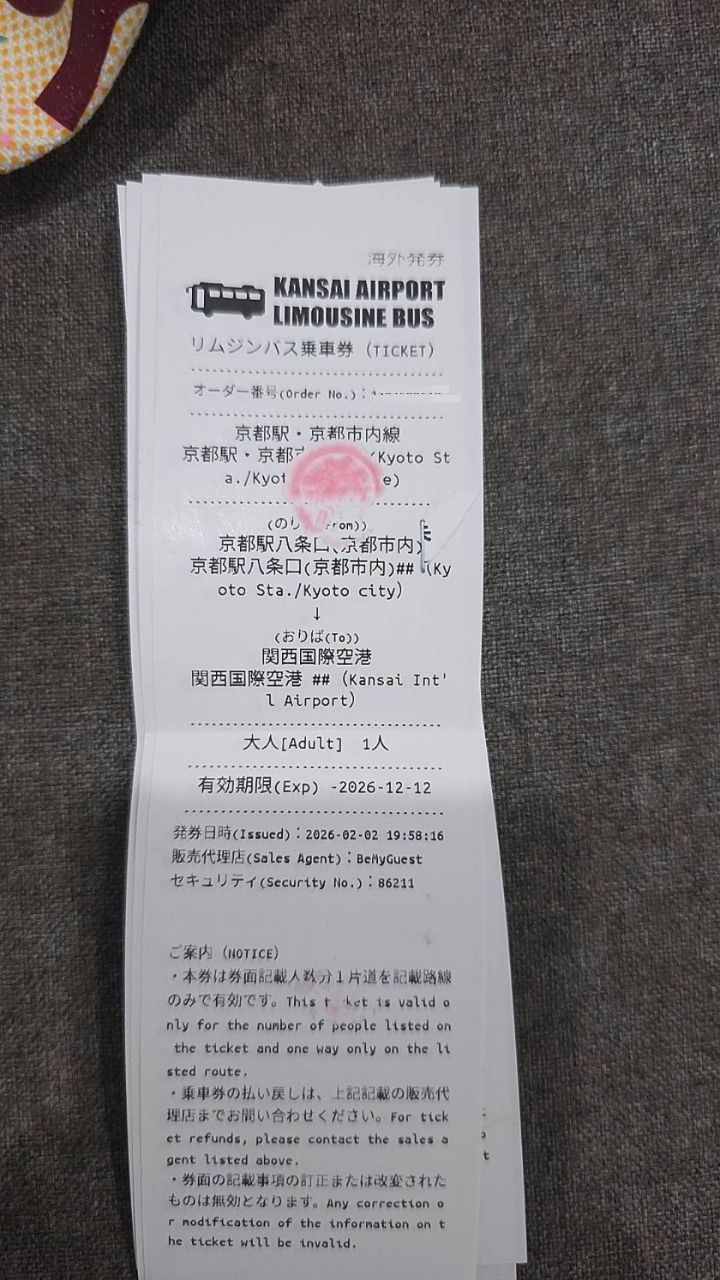 海外発券
KANSAI AIRPORT
LIMOUSINE BUS
リムジンバス乗車券 (TICKET)
オーダー番号(Order No.):
京都駅・京都市内線
京都駅・京都 (Kyoto St
a./Kyot e)
(のり From))
京都駅八条口(京都市内)
京都駅八条口(京都市内)## (Ky
oto Sta./Kyoto city)
↓
(おりば(To))
関西国際空港
関西国際空港 ## (Kansai Int'
l Airport)
大人[Adult] 1人
有効期限(Exp) -2026-12-12
発券日時(Issued):2026-02-02 19:58:16
販売代理店(Sales Agent):BeMyGuest
セキュリティ(Security No.):86211
ご案内 (NOTICE)
・本券は券面記載人数分1片道を記載路線
のみで有効です。This ticket is valid o
nly for the number of people listed on
the ticket and one way only on the li
sted route.
・乗車券の払い戻しは、上記記載の販売代
理店までお問い合わせください。For tick
et refunds, please contact the sales a
gent listed above.
・券面の記載事項の訂正または改変された
ものは無効となります。Any correction o
r modification of the information on t
he ticket will be invalid.